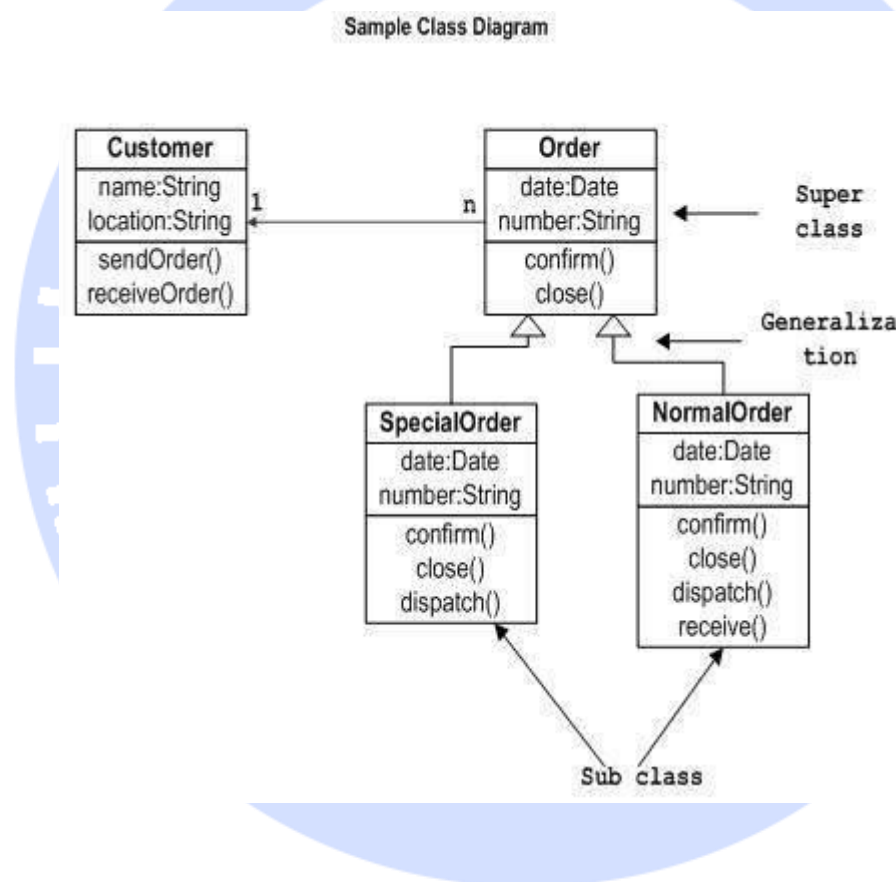 Sample Class Diagram
Customer
name:String
location:String
sendOrder()
receiveOrder()
1
n
Order
date:Date
number:String
confirm()
close()
Super
class
Generaliza
tion
SpecialOrder
date:Date
number:String
confirm()
close()
dispatch()
NormalOrder
date:Date
number:String
confirm()
close()
dispatch()
receive()
Sub class